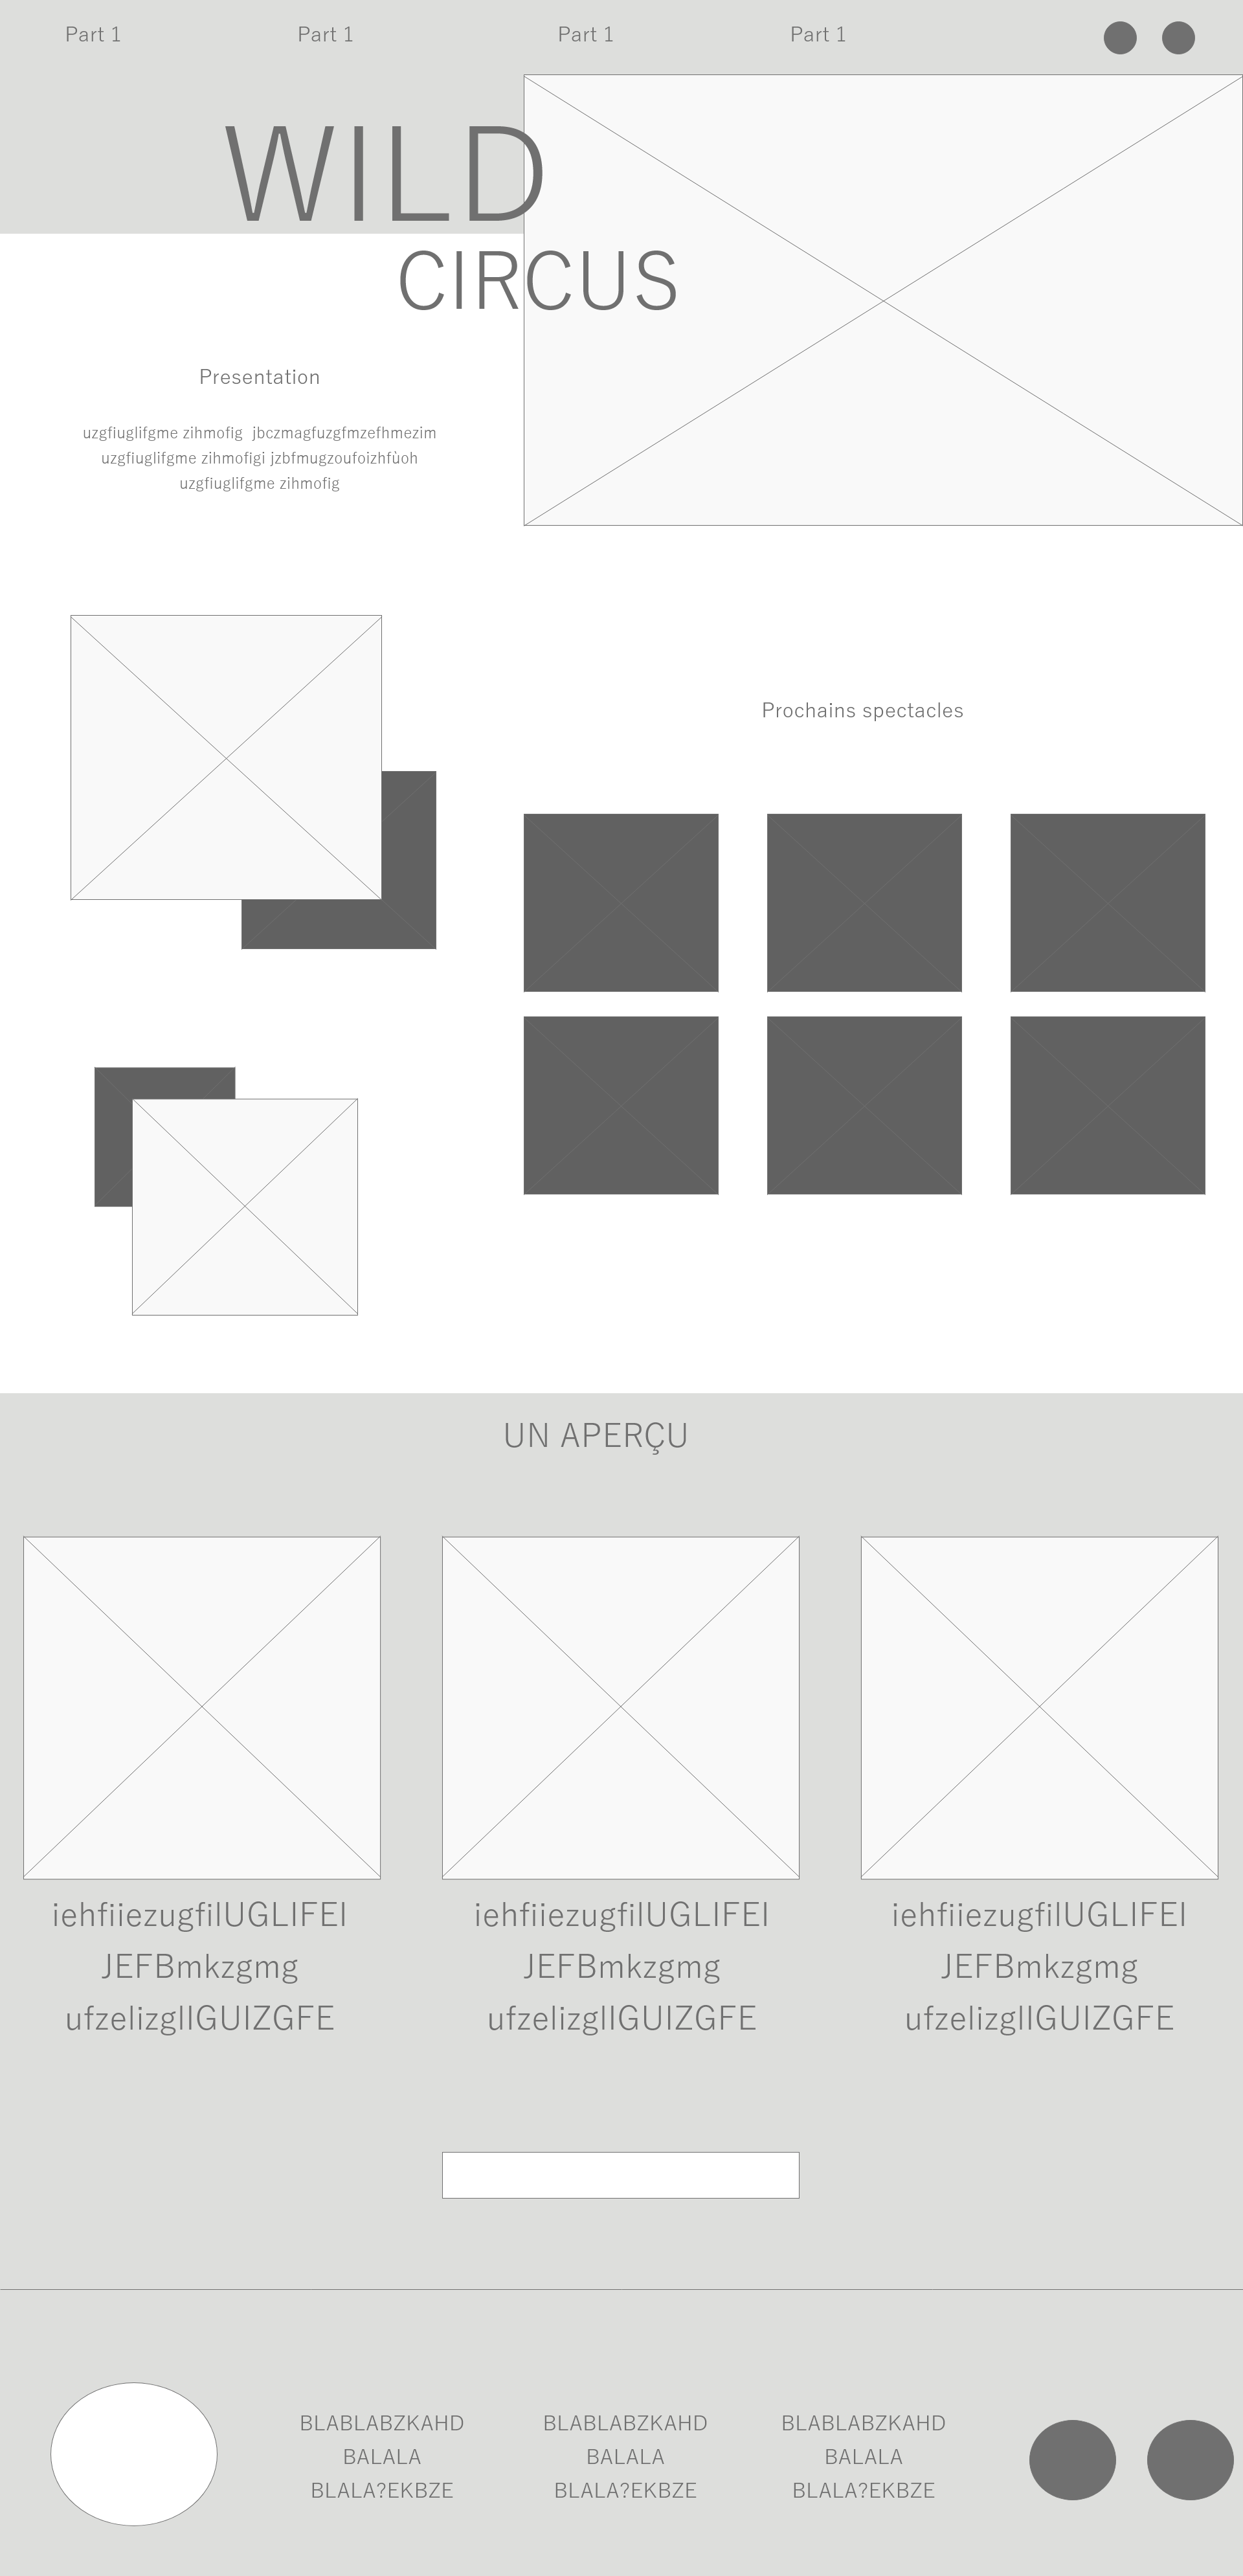 Part 1
Part 1
Part 1
Part 1
WILD
CIRCUS
Presentation
uzgfiuglifgme zihmofig  jbczmagfuzgfmzefhmezim
uzgfiuglifgme zihmofigi jzbfmugzoufoizhfùoh
uzgfiuglifgme zihmofig
Prochains spectacles
UN APERÇU
iehfiiezugfilUGLIFEI
JEFBmkzgmg
ufzelizglIGUIZGFE
iehfiiezugfilUGLIFEI
JEFBmkzgmg
ufzelizglIGUIZGFE
iehfiiezugfilUGLIFEI
JEFBmkzgmg
ufzelizglIGUIZGFE
BLABLABZKAHD
BALALA
BLALA?EKBZE
BLABLABZKAHD
BALALA
BLALA?EKBZE
BLABLABZKAHD
BALALA
BLALA?EKBZE